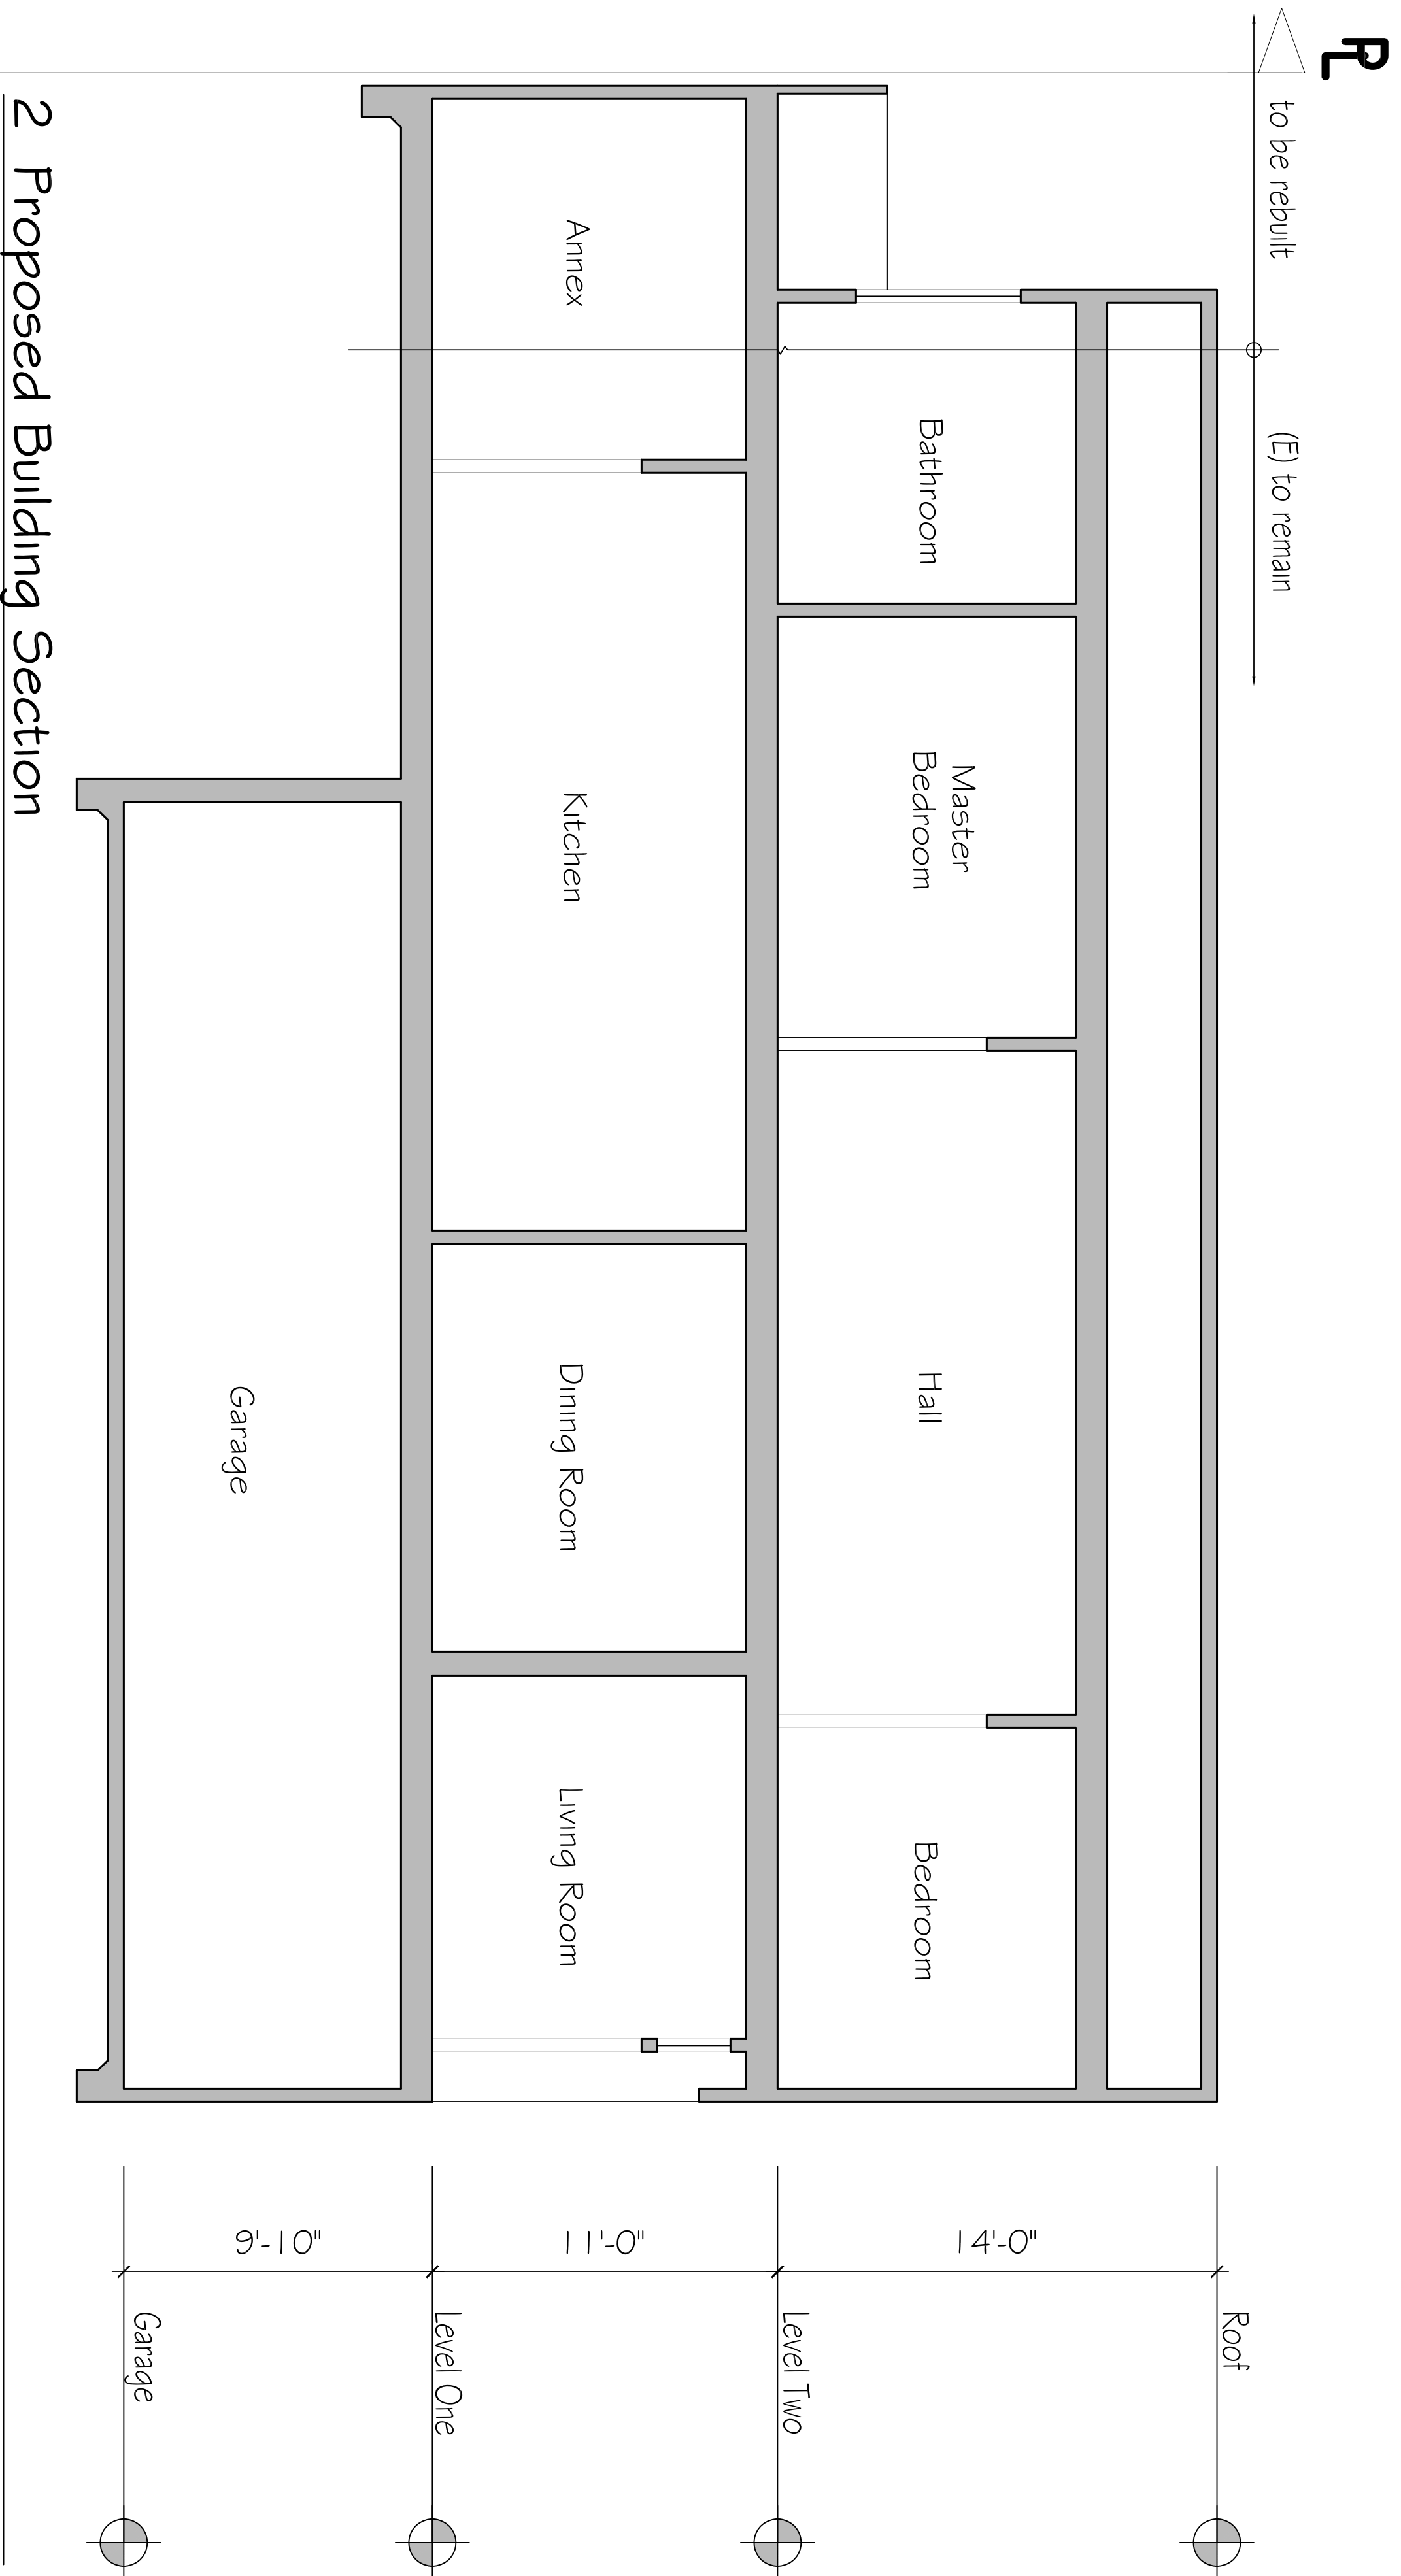 PL
to be rebuilt
(E) to remain
Roof
14'-0"
Bathroom
Master
Bedroom
Hall
Bedroom
Level Two
11'-0"
Annex
Kitchen
Dining Room
Living Room
Level One
9'-10"
Garage
Garage
2 Proposed Building Section